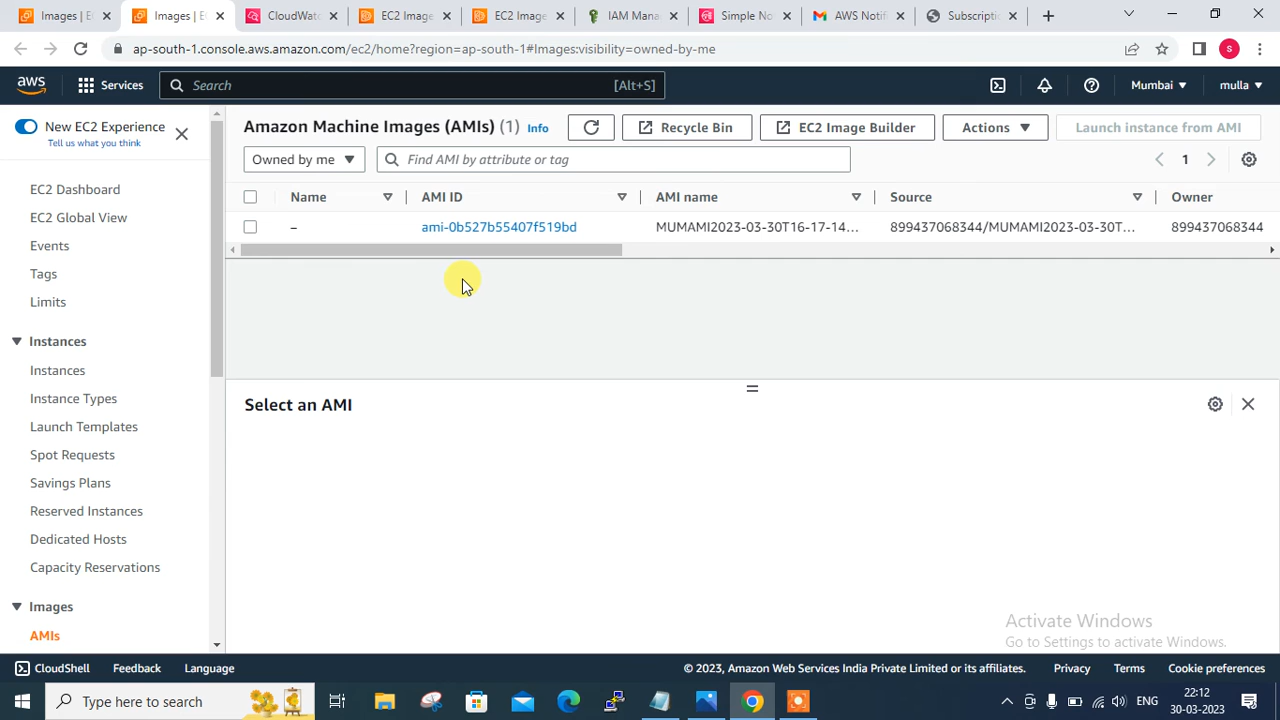 Images | E
Images | E
CloudWat
EC2 Image
EC2 Image
IAM Mana
Simple No
AWS Notifi
Subscripti
ap-south-1.console.aws.amazon.com/ec2/home?region=ap-south-1#Images:visibility=owned-by-me
S
aws
Services
Search
[Alt+S]
Mumbai
mulla
New EC2 Experience
Tell us what you think
EC2 Dashboard
EC2 Global View
Events
Tags
Limits
Instances
Instances
Instance Types
Launch Templates
Spot Requests
Savings Plans
Reserved Instances
Dedicated Hosts
Capacity Reservations
Images
AMIs
Amazon Machine Images (AMIs) (1) Info
Recycle Bin
EC2 Image Builder
Actions
Launch instance from AMI
Owned by me
Find AMI by attribute or tag
1
Name
AMI ID
AMI name
Source
Owner
–
ami-0b527b55407f519bd
MUMAMI2023-03-30T16-17-14...
899437068344/MUMAMI2023-03-30T...
899437068344
Select an AMI
Activate Windows
Go to Settings to activate Windows.
CloudShell
Feedback
Language
© 2023, Amazon Web Services India Private Limited or its affiliates.
Privacy
Terms
Cookie preferences
Type here to search
ENG
22:12
30-03-2023